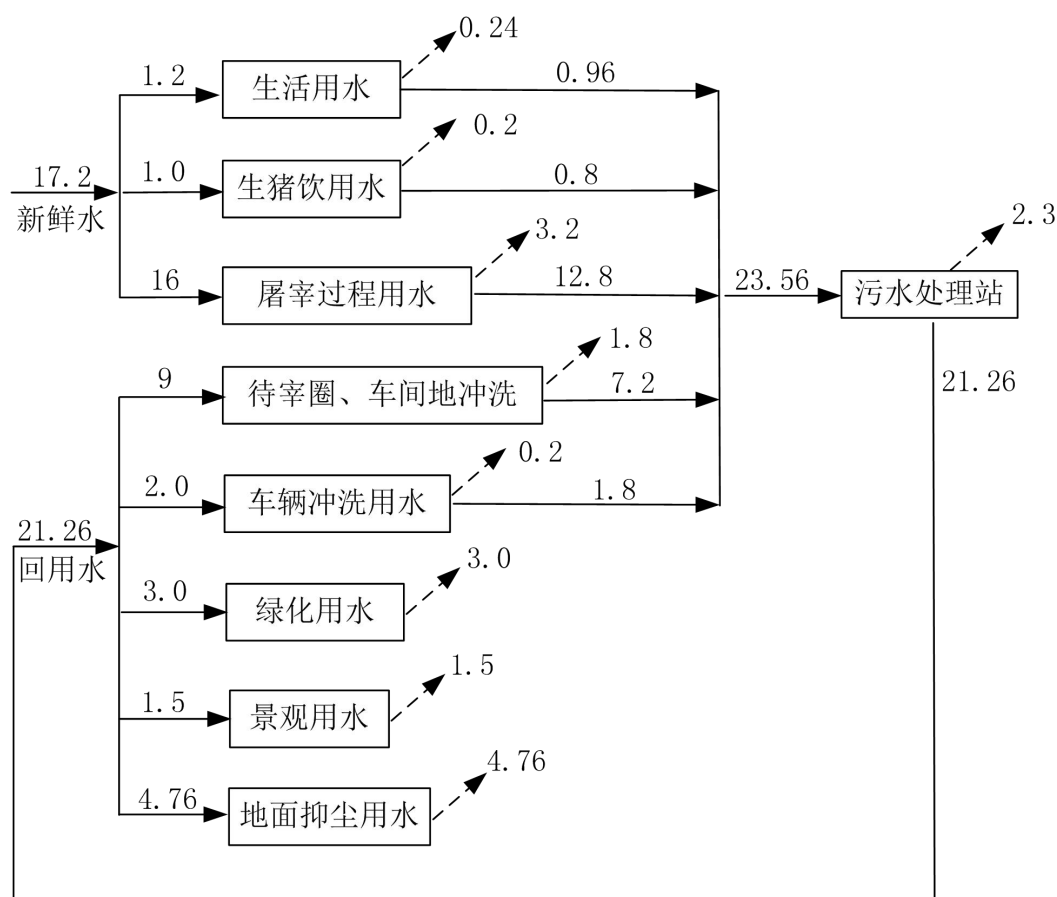 0.24
1.2
生活用水
0.96
0.2
17.2
1.0
生猪饮用水
0.8
新鲜水
3.2
2.3
16
屠宰过程用水
12.8
23.56
污水处理站
1.8
9
待宰圈、车间地冲洗
7.2
21.26
0.2
2.0
车辆冲洗用水
1.8
21.26
回用水
3.0
3.0
绿化用水
1.5
1.5
景观用水
4.76
4.76
地面抑尘用水